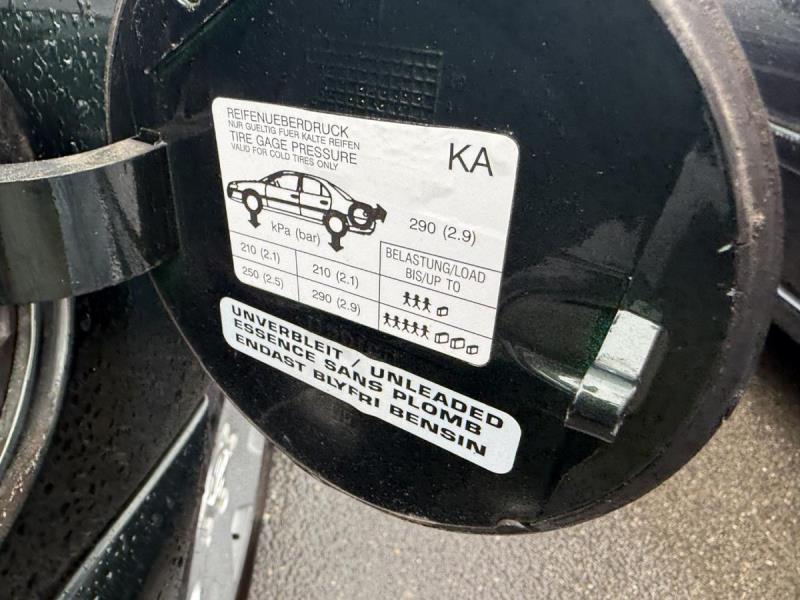 REIFENUEBERDRUCK
NUR GUELTIG FUER KALTE REIFEN
TIRE GAGE PRESSURE
VALID FOR COLD TIRES ONLY
KA
290 (2.9)
kPa (bar)
BELASTUNG/LOAD
BIS/UP TO
210 (2.1) 210 (2.1)
250 (2.5) 290 (2.9)
UNVERBLEIT / UNLEADED
ESSENCE SANS PLOMB
ENDAST BLYFRI BENSIN